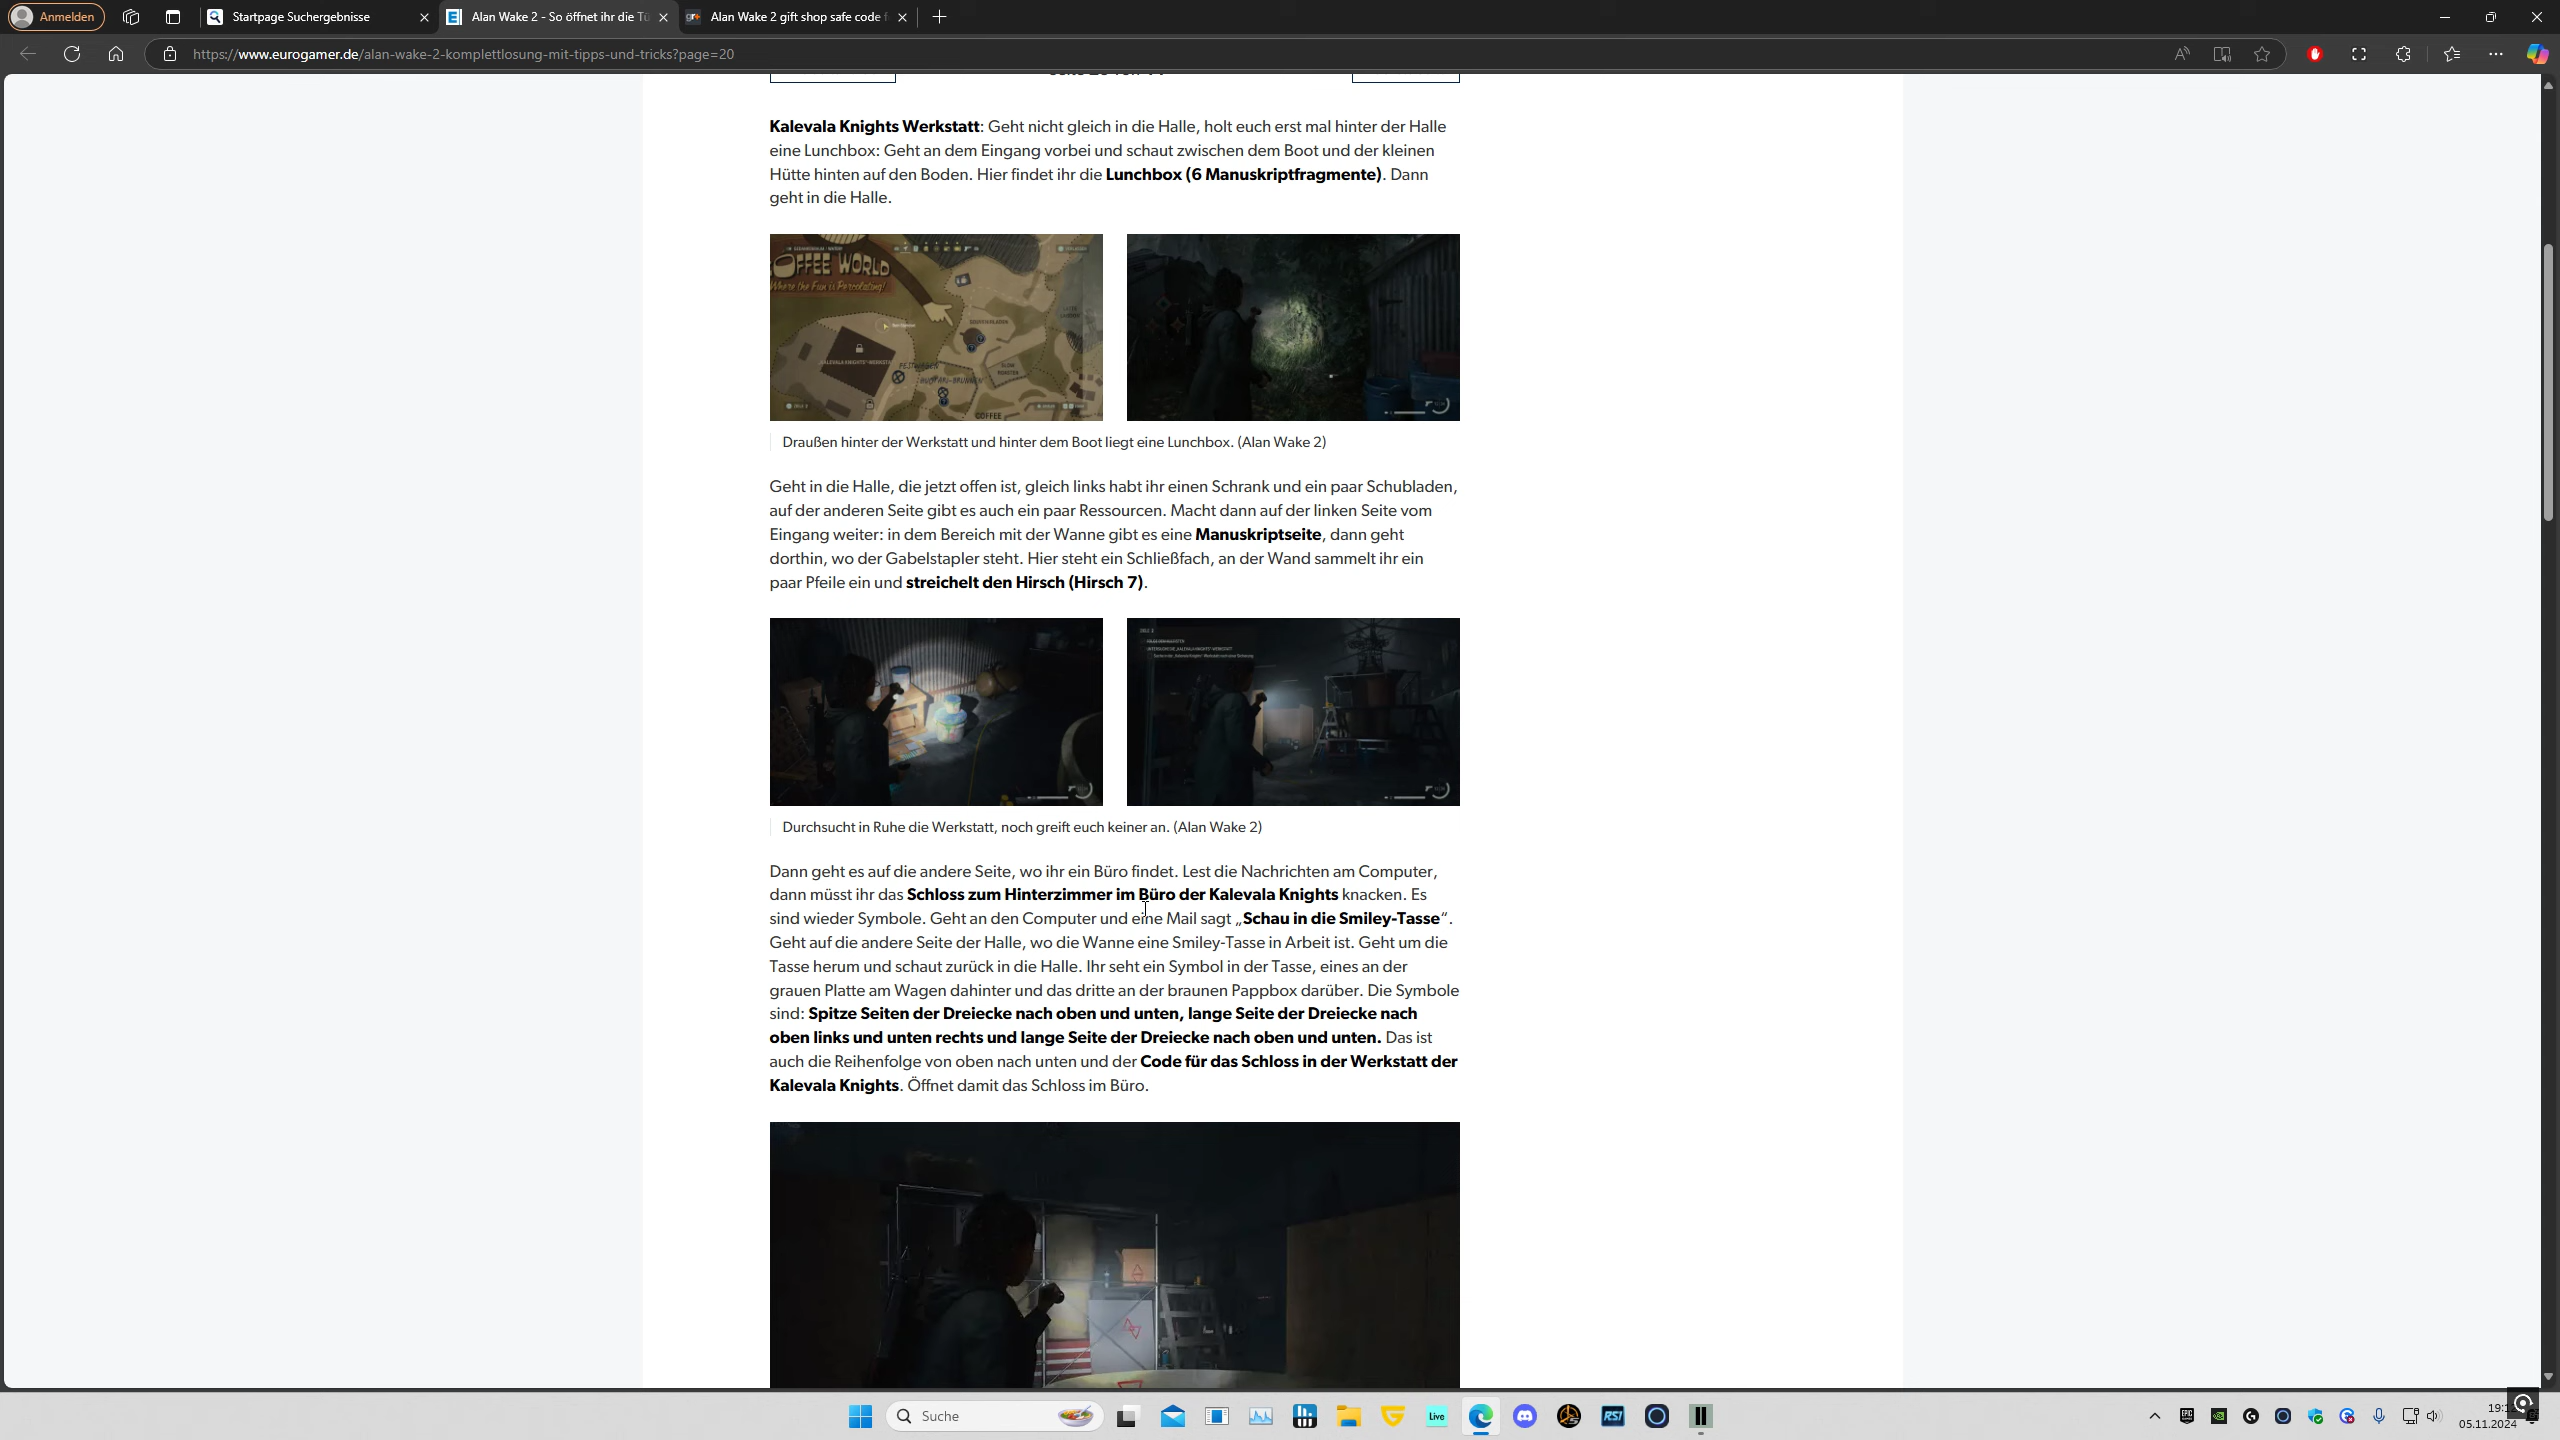 Anmelden
Startpage Suchergebnisse
Alan Wake 2 - So öffnet ihr die Tü
Alan Wake 2 gift shop safe code f
https://www.eurogamer.de/alan-wake-2-komplettlosung-mit-tipps-und-tricks?page=20
Kalevala Knights Werkstatt: Geht nicht gleich in die Halle, holt euch erst mal hinter der Halle
eine Lunchbox: Geht an dem Eingang vorbei und schaut zwischen dem Boot und der kleinen
Hütte hinten auf den Boden. Hier findet ihr die Lunchbox (6 Manuskriptfragmente). Dann
geht in die Halle.
COFFEE WORLD
Where the Fun is Percolating!
SLOW
ROASTER
COFFEE
Draußen hinter der Werkstatt und hinter dem Boot liegt eine Lunchbox. (Alan Wake 2)
Geht in die Halle, die jetzt offen ist, gleich links habt ihr einen Schrank und ein paar Schubladen,
auf der anderen Seite gibt es auch ein paar Ressourcen. Macht dann auf der linken Seite vom
Eingang weiter: in dem Bereich mit der Wanne gibt es eine Manuskriptseite, dann geht
dorthin, wo der Gabelstapler steht. Hier steht ein Schließfach, an der Wand sammelt ihr ein
paar Pfeile ein und streichelt den Hirsch (Hirsch 7).
Durchsucht in Ruhe die Werkstatt, noch greift euch keiner an. (Alan Wake 2)
Dann geht es auf die andere Seite, wo ihr ein Büro findet. Lest die Nachrichten am Computer,
dann müsst ihr das Schloss zum Hinterzimmer im Büro der Kalevala Knights knacken. Es
sind wieder Symbole. Geht an den Computer und eine Mail sagt „Schau in die Smiley-Tasse“.
Geht auf die andere Seite der Halle, wo die Wanne eine Smiley-Tasse in Arbeit ist. Geht um die
Tasse herum und schaut zurück in die Halle. Ihr seht ein Symbol in der Tasse, eines an der
grauen Platte am Wagen dahinter und das dritte an der braunen Pappbox darüber. Die Symbole
sind: Spitze Seiten der Dreiecke nach oben und unten, lange Seite der Dreiecke nach
oben links und unten rechts und lange Seite der Dreiecke nach oben und unten. Das ist
auch die Reihenfolge von oben nach unten und der Code für das Schloss in der Werkstatt der
Kalevala Knights. Öffnet damit das Schloss im Büro.
Suche
Live
RSI
05.11.2024